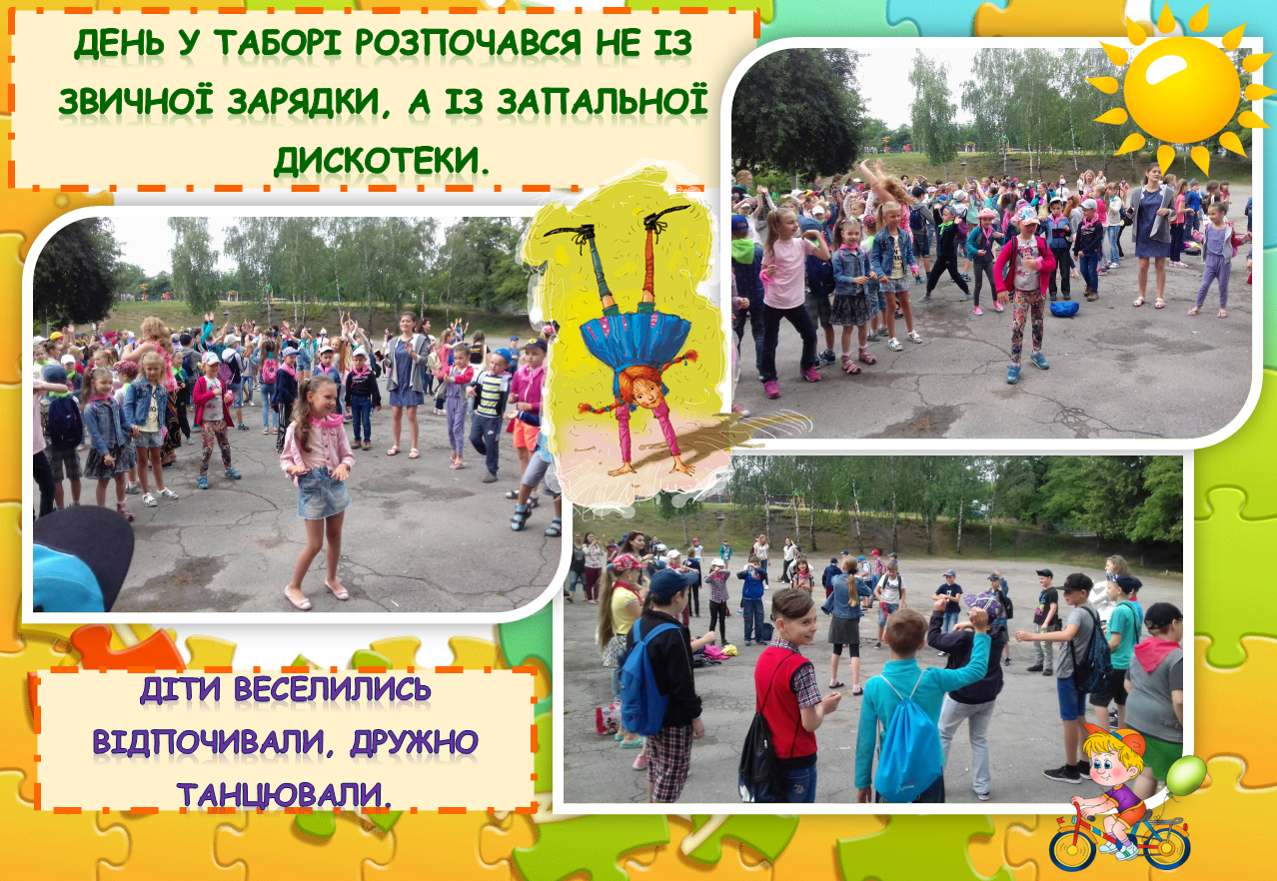 ДЕНЬ У ТАБОРІ РОЗПОЧАВСЯ НЕ ІЗ
ЗВИЧНОЇ ЗАРЯДКИ, А ІЗ ЗАПАЛЬНОЇ
ДИСКОТЕКИ.
ДІТИ ВЕСЕЛИЛИСЬ
ВІДПОЧИВАЛИ, ДРУЖНО
ТАНЦЮВАЛИ.